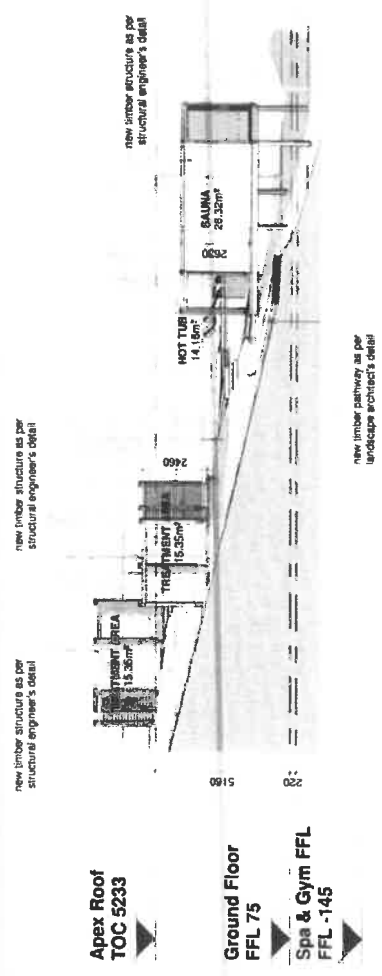 new timber structure as per
structural engineer's detail
new timber structure as per
structural engineer's detail
new timber structure as per
structural engineer's detail
TREATMENT AREA
15.35m²
TREATMENT AREA
15.35m²
2460
HOT TUB
14.15m²
SAUNA
26.32m²
Apex Roof
TOC 5233
5160
Ground Floor
FFL 75
220
Spa & Gym FFL
FFL -145
new timber pathway as per
landscape architect's detail